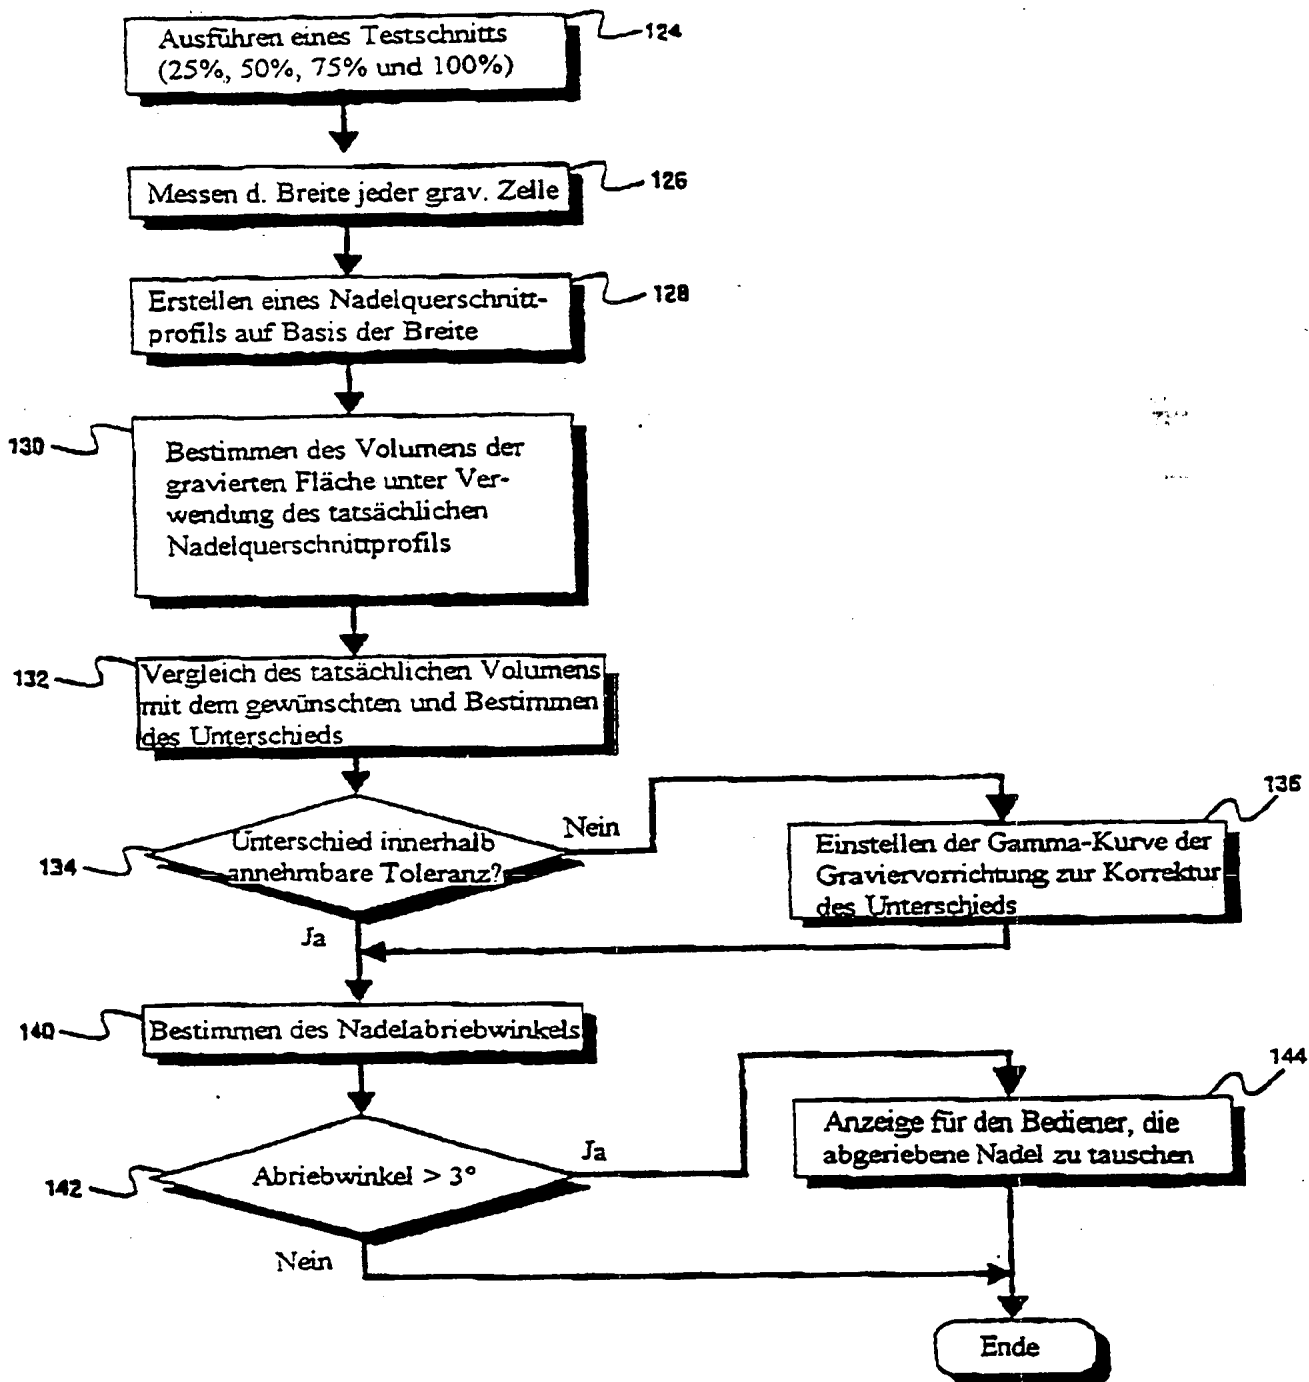 Ausführen eines Testschnitts
(25%, 50%, 75% und 100%)
124
Messen d. Breite jeder grav. Zelle
126
Erstellen eines Nadelquerschnitt-
profils auf Basis der Breite
128
130
Bestimmen des Volumens der
gravierten Fläche unter Ver-
wendung des tatsächlichen
Nadelquerschnittprofils
132
Vergleich des tatsächlichen Volumens
mit dem gewünschten und Bestimmen
des Unterschieds
134
Unterschied innerhalb
annehmbare Toleranz?
Nein
136
Einstellen der Gamma-Kurve der
Graviervorrichtung zur Korrektur
des Unterschieds
Ja
140
Bestimmen des Nadelabriebwinkels
142
Abriebwinkel > 3°
Ja
144
Anzeige für den Bediener, die
abgeriebene Nadel zu tauschen
Nein
Ende